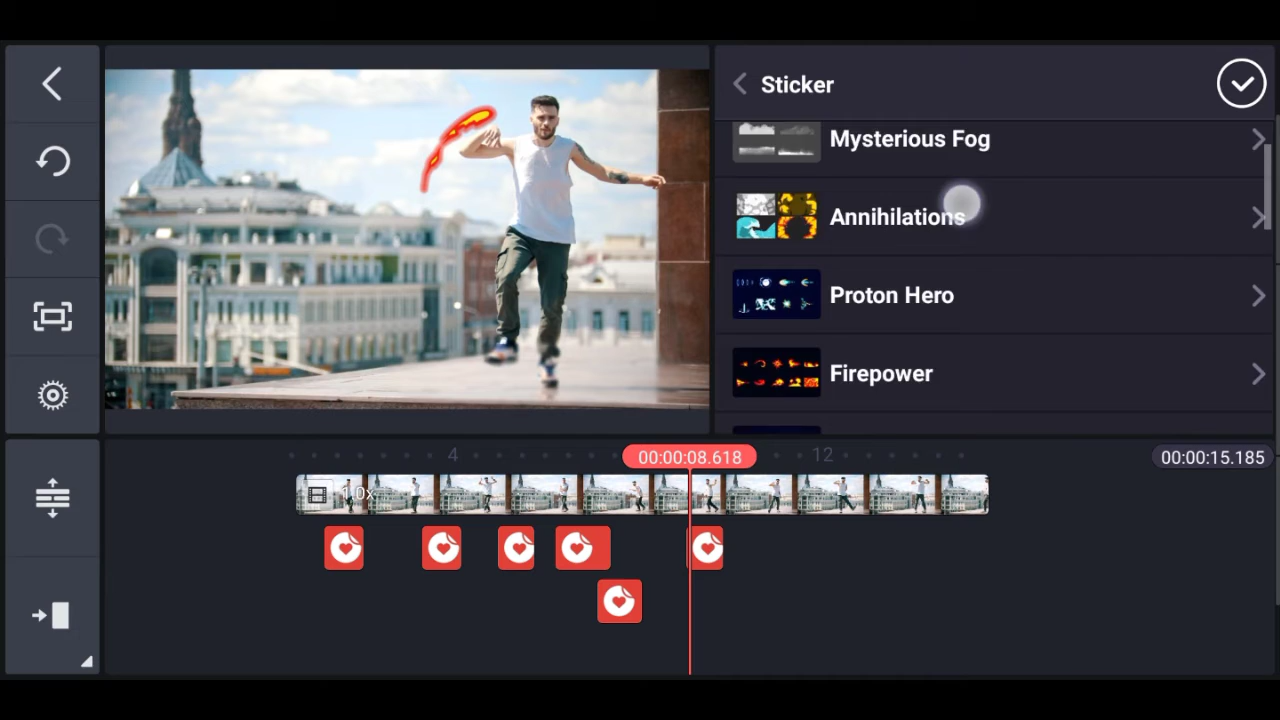 Sticker
Mysterious Fog
Annihilations
Proton Hero
Firepower
4
00:00:08.618
12
00:00:15.185
1.0x